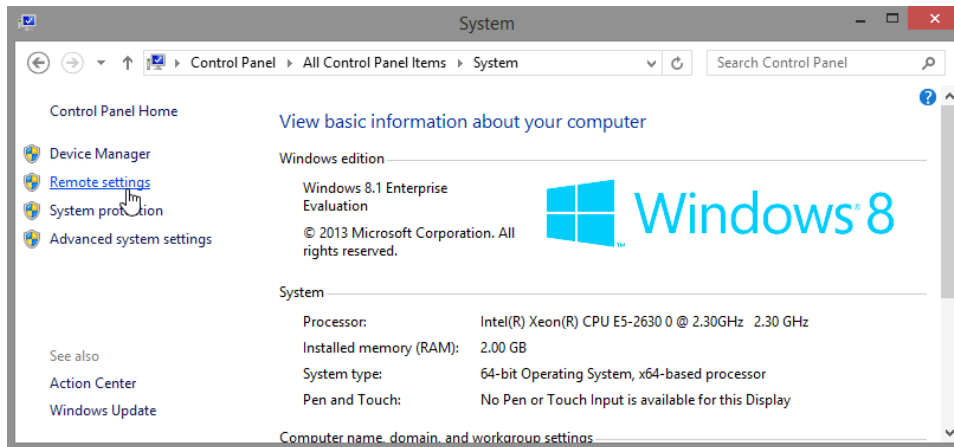 System
Control Panel ▸ All Control Panel Items ▸ System
Search Control Panel
Control Panel Home
Device Manager
Remote settings
System protection
Advanced system settings
See also
Action Center
Windows Update
View basic information about your computer
Windows edition
Windows 8.1 Enterprise
Evaluation
© 2013 Microsoft Corporation. All
rights reserved.
Windows® 8
System
Processor: Intel(R) Xeon(R) CPU E5-2630 0 @ 2.30GHz 2.30 GHz
Installed memory (RAM): 2.00 GB
System type: 64-bit Operating System, x64-based processor
Pen and Touch: No Pen or Touch Input is available for this Display
Computer name, domain, and workgroup settings